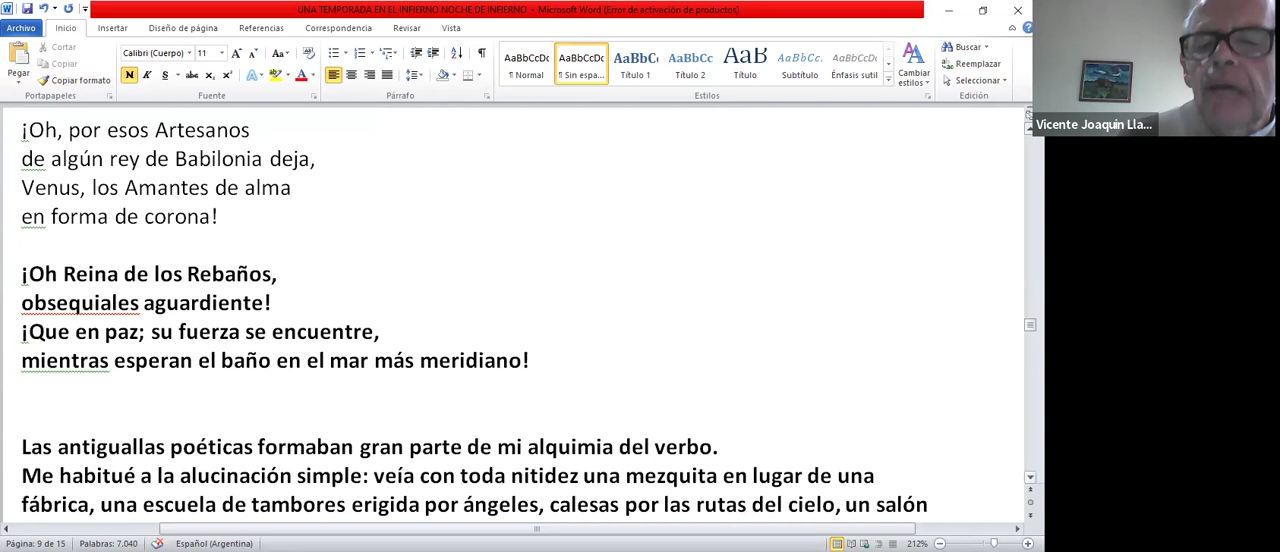 UNA TEMPORADA EN EL INFIERNO NOCHE DE INFIERNO - Microsoft Word (Error de activación de productos)
Archivo Inicio Insertar Diseño de página Referencias Correspondencia Revisar Vista
Pegar
Cortar
Copiar
Copiar formato
Portapapeles
Calibri (Cuerpo) 11
N K S abc x₂ x² A A
Fuente
Párrafo
AaBbCcDc AaBbCcDc AaBbC AaBbCc AaB AaBbCc. AaBbCcDc
¶ Normal ¶ Sin espa... Título 1 Título 2 Título Subtítulo Énfasis sutil
Estilos
Cambiar estilos
Buscar
Reemplazar
Seleccionar
Edición
Vicente Joaquin Lla...
¡Oh, por esos Artesanos
de algún rey de Babilonia deja,
Venus, los Amantes de alma
en forma de corona!
¡Oh Reina de los Rebaños,
obsequiales aguardiente!
¡Que en paz; su fuerza se encuentre,
mientras esperan el baño en el mar más meridiano!
Las antiguallas poéticas formaban gran parte de mi alquimia del verbo.
Me habitué a la alucinación simple: veía con toda nitidez una mezquita en lugar de una
fábrica, una escuela de tambores erigida por ángeles, calesas por las rutas del cielo, un salón
Página: 9 de 15 Palabras: 7.040 Español (Argentina) 212%